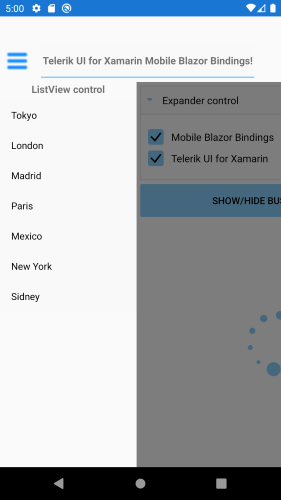 5:00
Telerik UI for Xamarin Mobile Blazor Bindings!
ListView control
Tokyo
London
Madrid
Paris
Mexico
New York
Sidney
Expander control
Mobile Blazor Bindings
Telerik UI for Xamarin
SHOW/HIDE BUS